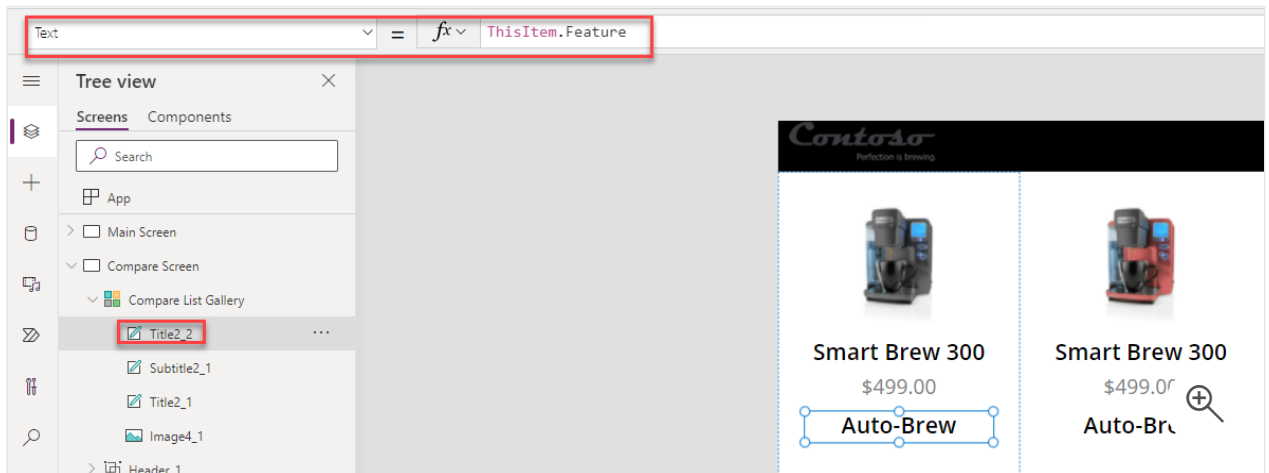 Text = fx ThisItem.Feature
Tree view
Screens Components
Search
App
Main Screen
Compare Screen
Compare List Gallery
Title2_2 ...
Subtitle2_1
Title2_1
Image4_1
Header_1
Contoso
Perfection is brewing.
Smart Brew 300 Smart Brew 300
$499.00 $499.00
Auto-Brew Auto-Br